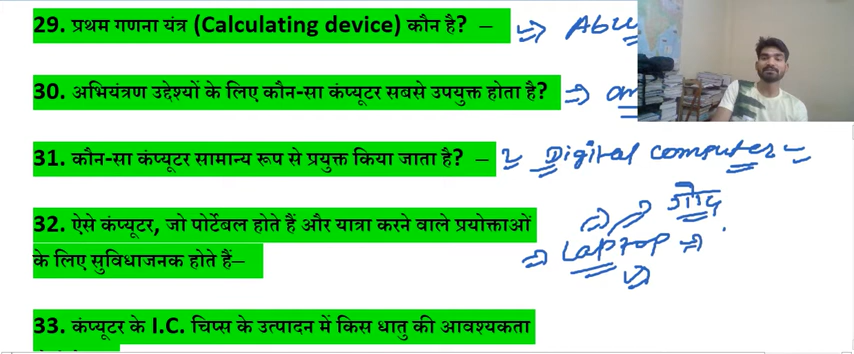 29. प्रथम गणना यंत्र (Calculating device) कौन है? –
30. अभियंत्रण उद्देश्यों के लिए कौन-सा कंप्यूटर सबसे उपयुक्त होता है?
31. कौन-सा कंप्यूटर सामान्य रूप से प्रयुक्त किया जाता है? – Digital computer
गोद
32. ऐसे कंप्यूटर, जो पोर्टेबल होते हैं और यात्रा करने वाले प्रयोक्ताओं
के लिए सुविधाजनक होते हैं– Laptop
33. कंप्यूटर के I.C. चिप्स के उत्पादन में किस धातु की आवश्यकता